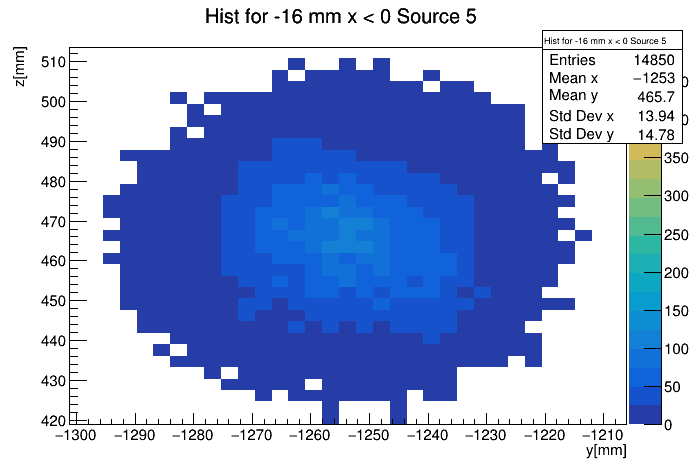 Hist for -16 mm x < 0 Source 5
Hist for -16 mm x < 0 Source 5
Entries 14850
Mean x −1253
Mean y 465.7
Std Dev x 13.94
Std Dev y 14.78
z[mm]
510
500
490
480
470
460
450
440
430
420
350
300
250
200
150
100
50
0
−1300 −1290 −1280 −1270 −1260 −1250 −1240 −1230 −1220 −1210
y[mm]